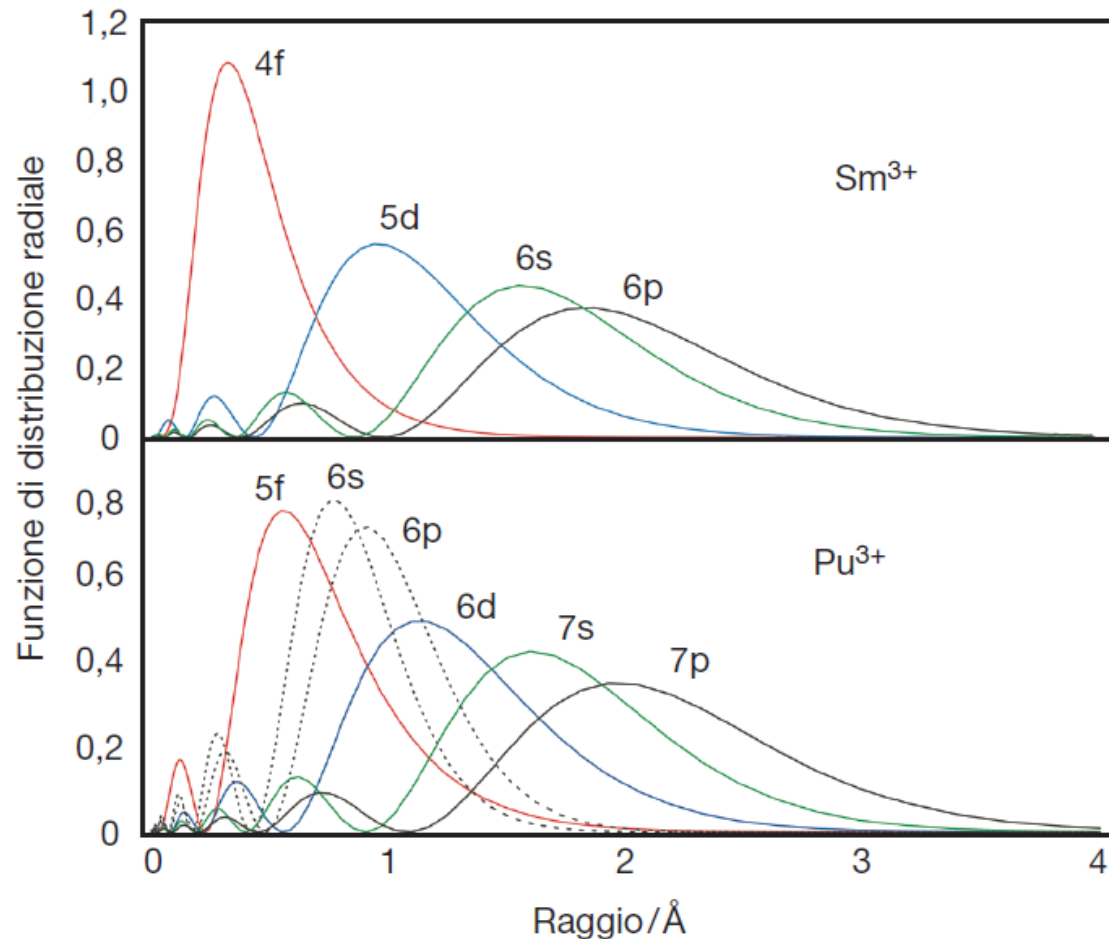 Funzione di distribuzione radiale
1,2
1,0
0,8
0,6
0,4
0,2
0
4f
5d
6s
6p
Sm³⁺
0,8
0,6
0,4
0,2
0
5f
6s
6p
6d
7s
7p
Pu³⁺
0 1 2 3 4
Raggio/Å